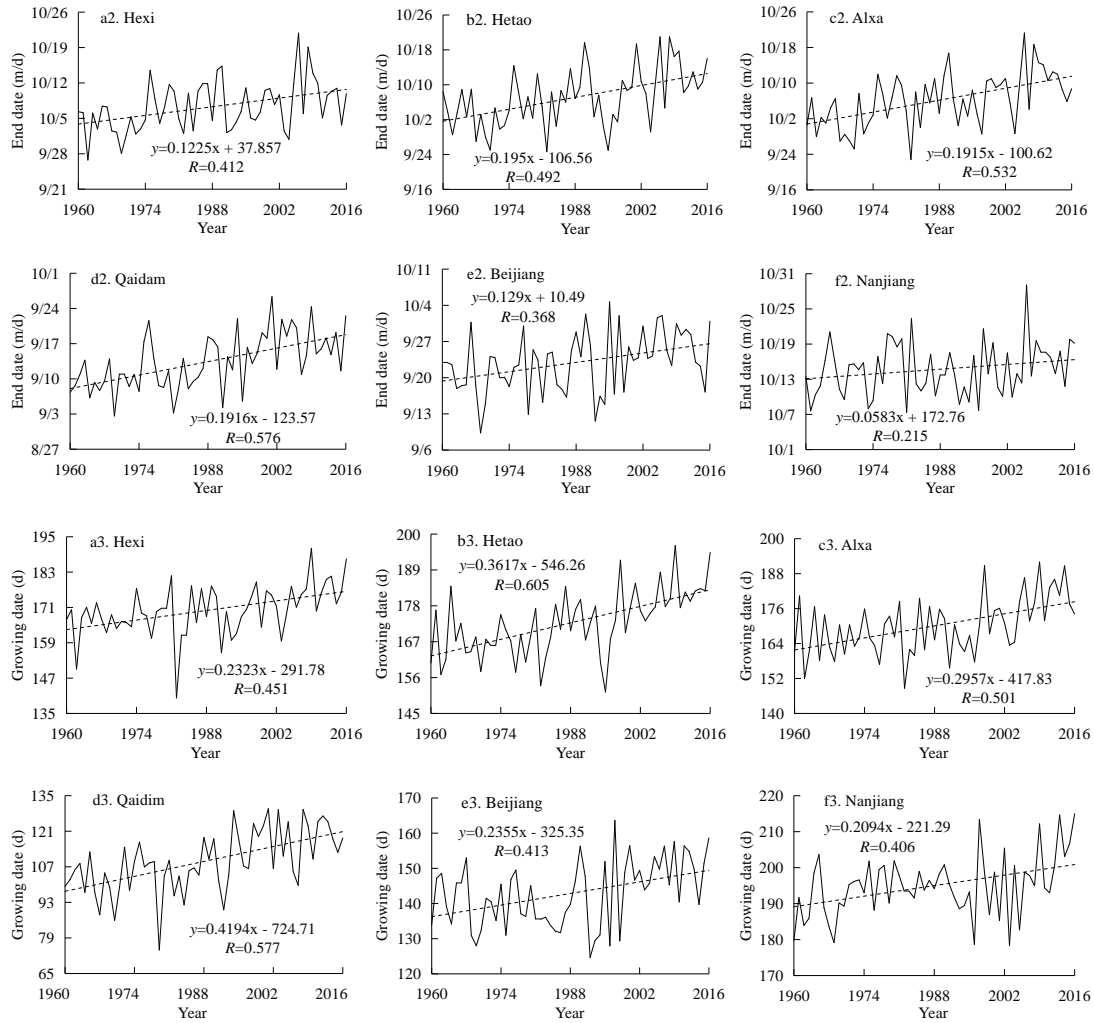 a2. Hexi
End date (m/d)
10/26
10/19
10/12
10/5
9/28
9/21
y=0.1225x + 37.857
R=0.412
1960 1974 1988 2002 2016
Year
b2. Hetao
End date (m/d)
10/26
10/18
10/10
10/2
9/24
9/16
y=0.195x - 106.56
R=0.492
1960 1974 1988 2002 2016
Year
c2. Alxa
End date (m/d)
10/26
10/18
10/10
10/2
9/24
9/16
y=0.1915x - 100.62
R=0.532
1960 1974 1988 2002 2016
Year
d2. Qaidam
End date (m/d)
10/1
9/24
9/17
9/10
9/3
8/27
y=0.1916x - 123.57
R=0.576
1960 1974 1988 2002 2016
Year
e2. Beijiang
End date (m/d)
10/11
10/4
9/27
9/20
9/13
9/6
y=0.129x + 10.49
R=0.368
1960 1974 1988 2002 2016
Year
f2. Nanjiang
End date (m/d)
10/31
10/25
10/19
10/13
10/7
10/1
y=0.0583x + 172.76
R=0.215
1960 1974 1988 2002 2016
Year
a3. Hexi
Growing date (d)
195
183
171
159
147
135
y=0.2323x - 291.78
R=0.451
1960 1974 1988 2002 2016
Year
b3. Hetao
Growing date (d)
200
189
178
167
156
145
y=0.3617x - 546.26
R=0.605
1960 1974 1988 2002 2016
Year
c3. Alxa
Growing date (d)
200
188
176
164
152
140
y=0.2957x - 417.83
R=0.501
1960 1974 1988 2002 2016
Year
d3. Qaidim
Growing date (d)
135
121
107
93
79
65
y=0.4194x - 724.71
R=0.577
1960 1974 1988 2002 2016
Year
e3. Beijiang
Growing date (d)
170
160
150
140
130
120
y=0.2355x - 325.35
R=0.413
1960 1974 1988 2002 2016
Year
f3. Nanjiang
Growing date (d)
220
210
200
190
180
170
y=0.2094x - 221.29
R=0.406
1960 1974 1988 2002 2016
Year